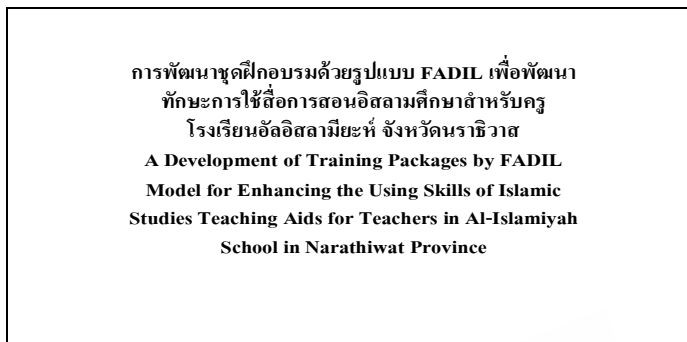 การพัฒนาชุดฝึกอบรมด้วยรูปแบบ FADIL เพื่อพัฒนา
ทักษะการใช้สื่อการสอนอิสลามศึกษาสำหรับครู
โรงเรียนอัลอิสลามียะห์ จังหวัดนราธิวาส
A Development of Training Packages by FADIL
Model for Enhancing the Using Skills of Islamic
Studies Teaching Aids for Teachers in Al-Islamiyah
School in Narathiwat Province